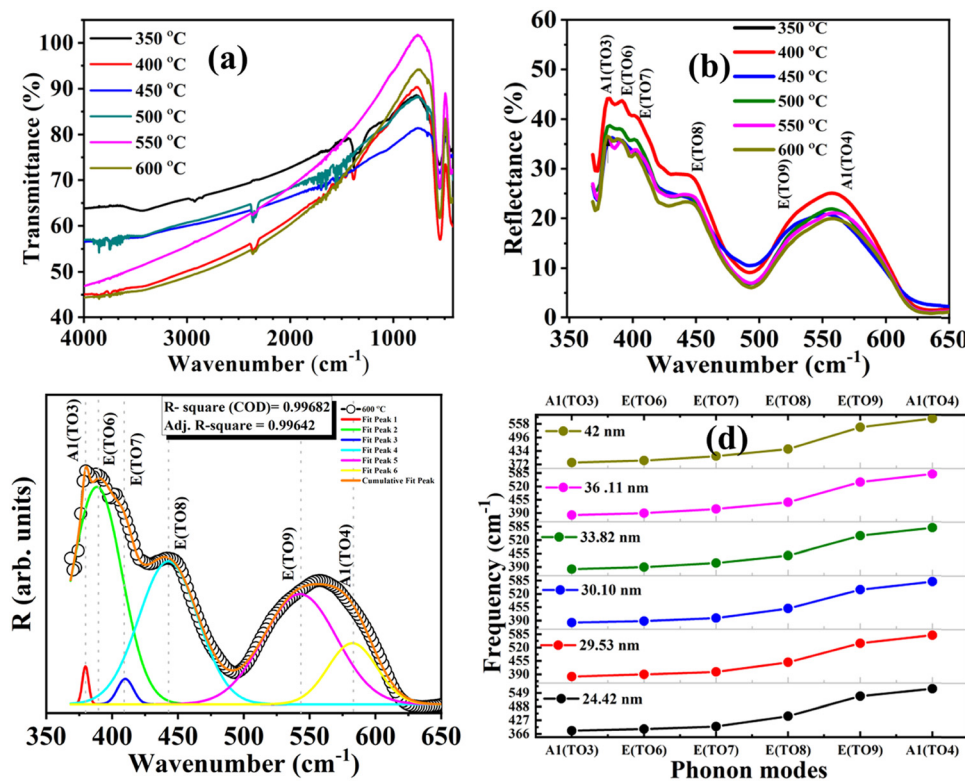 (a)
350 °C
400 °C
450 °C
500 °C
550 °C
600 °C
Transmittance (%)
100
90
80
70
60
50
40
4000
3000
2000
1000
Wavenumber (cm-1)
(b)
350 °C
400 °C
450 °C
500 °C
550 °C
600 °C
A1(TO3)
E(TO6)
E(TO7)
E(TO8)
E(TO9)
A1(TO4)
Reflectance (%)
60
50
40
30
20
10
0
350
400
450
500
550
600
650
Wavenumber (cm-1)
R- square (COD)= 0.99682
Adj. R-square = 0.99642
600 °C
Fit Peak 1
Fit Peak 2
Fit Peak 3
Fit Peak 4
Fit Peak 5
Fit Peak 6
Cumulative Fit Peak
A1(TO3)
E(TO6)
E(TO7)
E(TO8)
E(TO9)
A1(TO4)
R (arb. units)
350
400
450
500
550
600
650
Wavenumber (cm-1)
A1(TO3)
E(TO6)
E(TO7)
E(TO8)
E(TO9)
A1(TO4)
(d)
Frequency (cm-1)
558
496
434
372
42 nm
585
520
455
390
36 .11 nm
585
520
455
390
33.82 nm
585
520
455
390
30.10 nm
585
520
455
390
29.53 nm
549
488
427
366
24.42 nm
A1(TO3)
E(TO6)
E(TO7)
E(TO8)
E(TO9)
A1(TO4)
Phonon modes